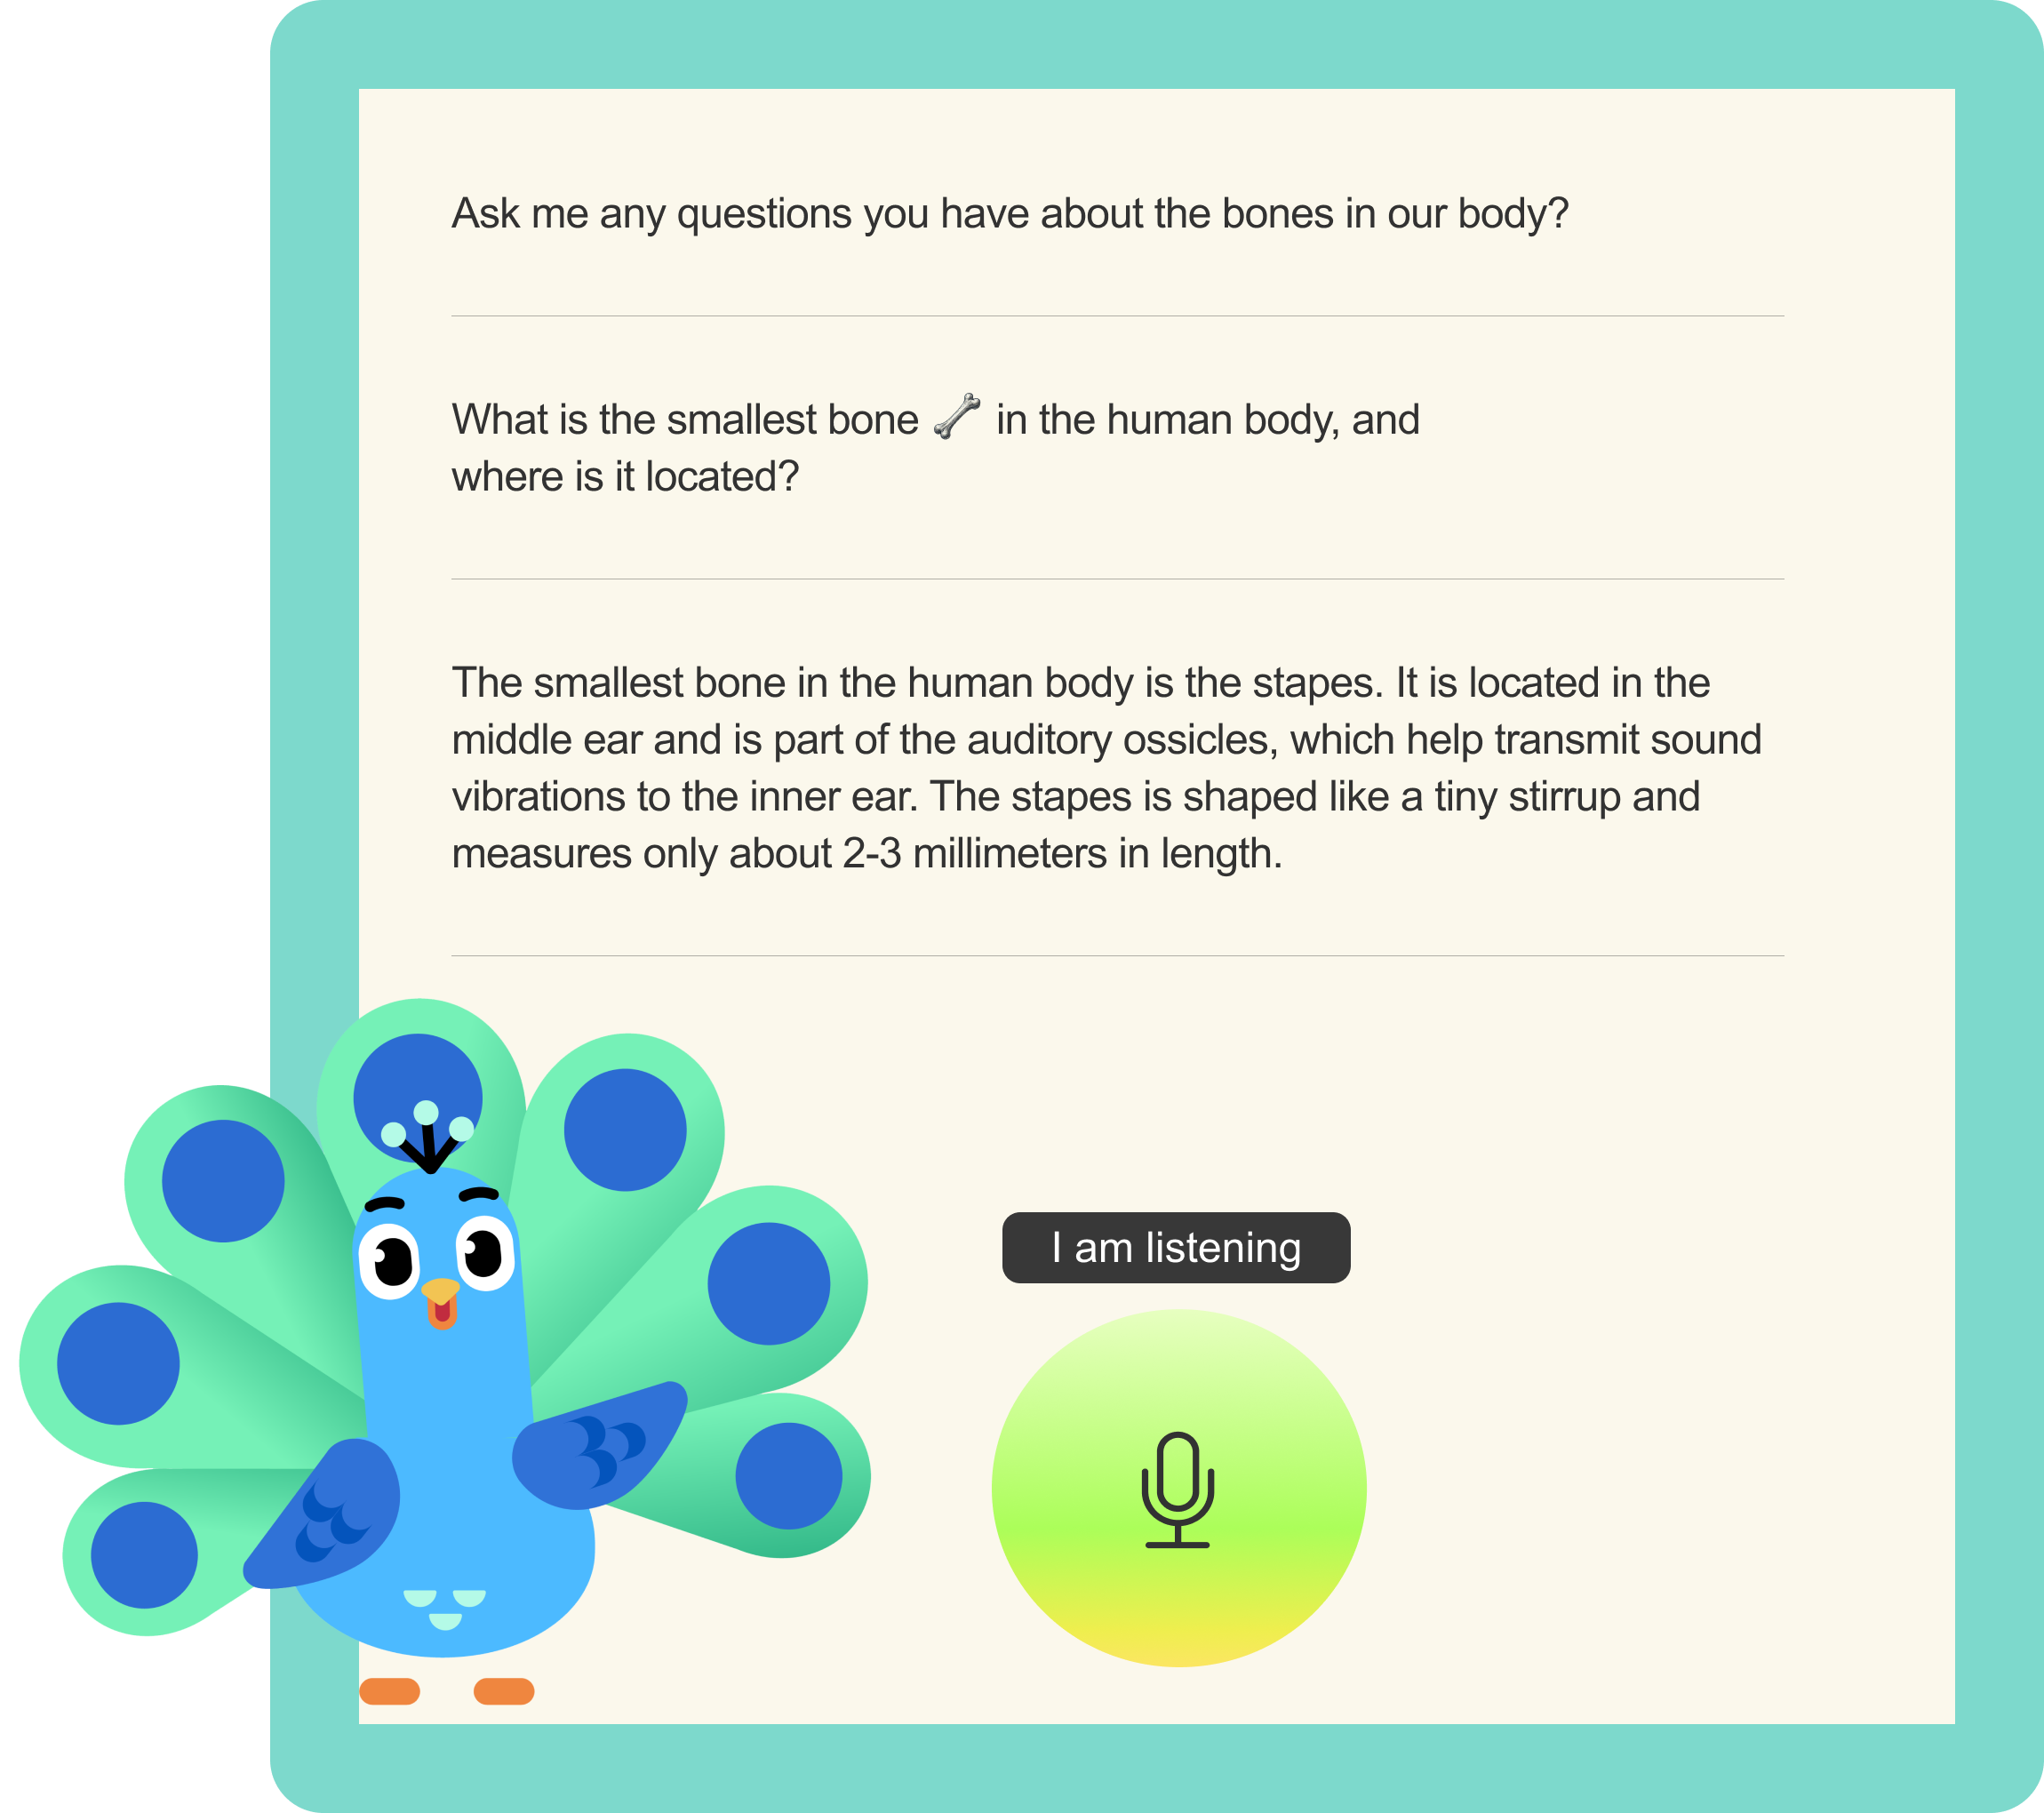 Ask me any questions you have about the bones in our body?
What is the smallest bone 🦴 in the human body, and
where is it located?
The smallest bone in the human body is the stapes. It is located in the
middle ear and is part of the auditory ossicles, which help transmit sound
vibrations to the inner ear. The stapes is shaped like a tiny stirrup and
measures only about 2-3 millimeters in length.
I am listening